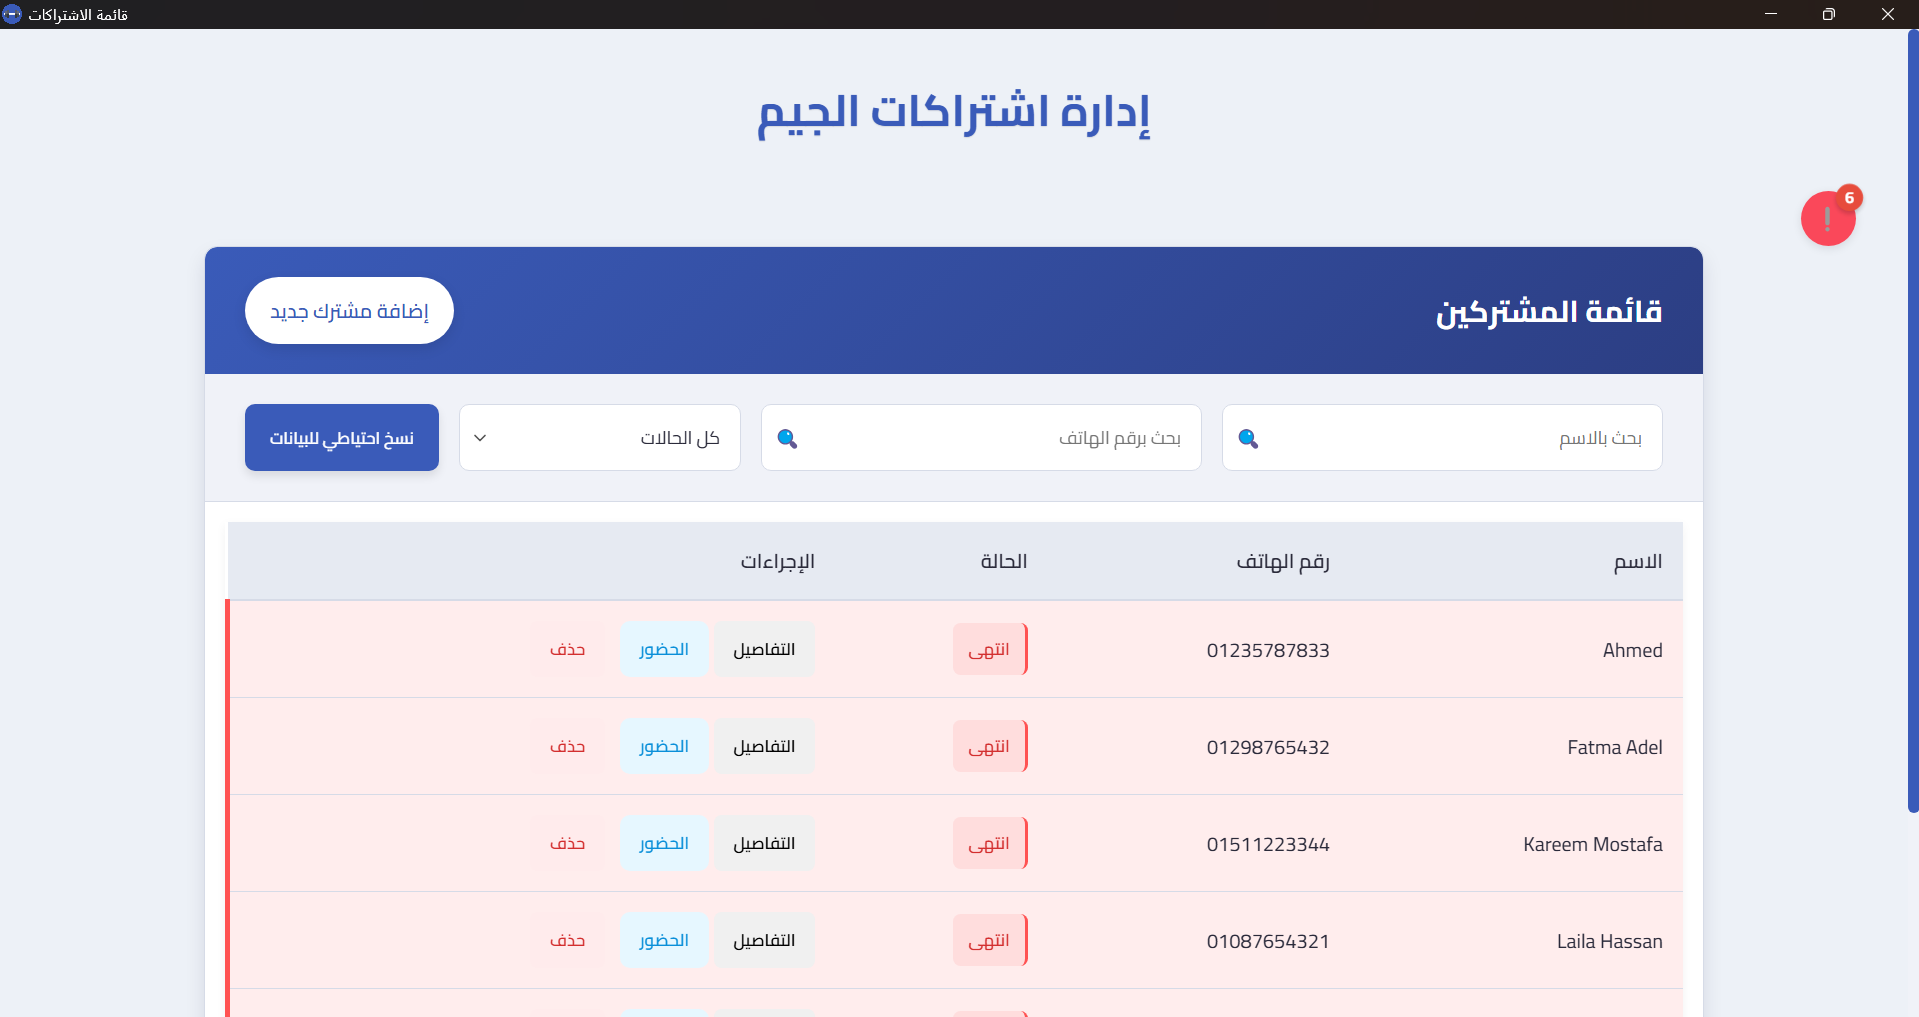 قائمة الاشتراكات
إدارة اشتراكات الجيم
6
!
قائمة المشتركين
إضافة مشترك جديد
بحث بالاسم
بحث برقم الهاتف
كل الحالات
نسخ احتياطي للبيانات
الاسم رقم الهاتف الحالة الإجراءات
Ahmed 01235787833 انتهى التفاصيل الحضور حذف
Fatma Adel 01298765432 انتهى التفاصيل الحضور حذف
Kareem Mostafa 01511223344 انتهى التفاصيل الحضور حذف
Laila Hassan 01087654321 انتهى التفاصيل الحضور حذف